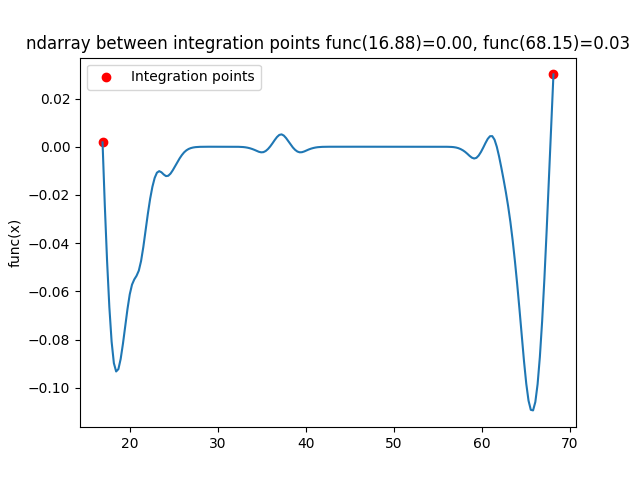 ndarray between integration points func(16.88)=0.00, func(68.15)=0.03
Integration points
func(x)
0.02
0.00
−0.02
−0.04
−0.06
−0.08
−0.10
20 30 40 50 60 70